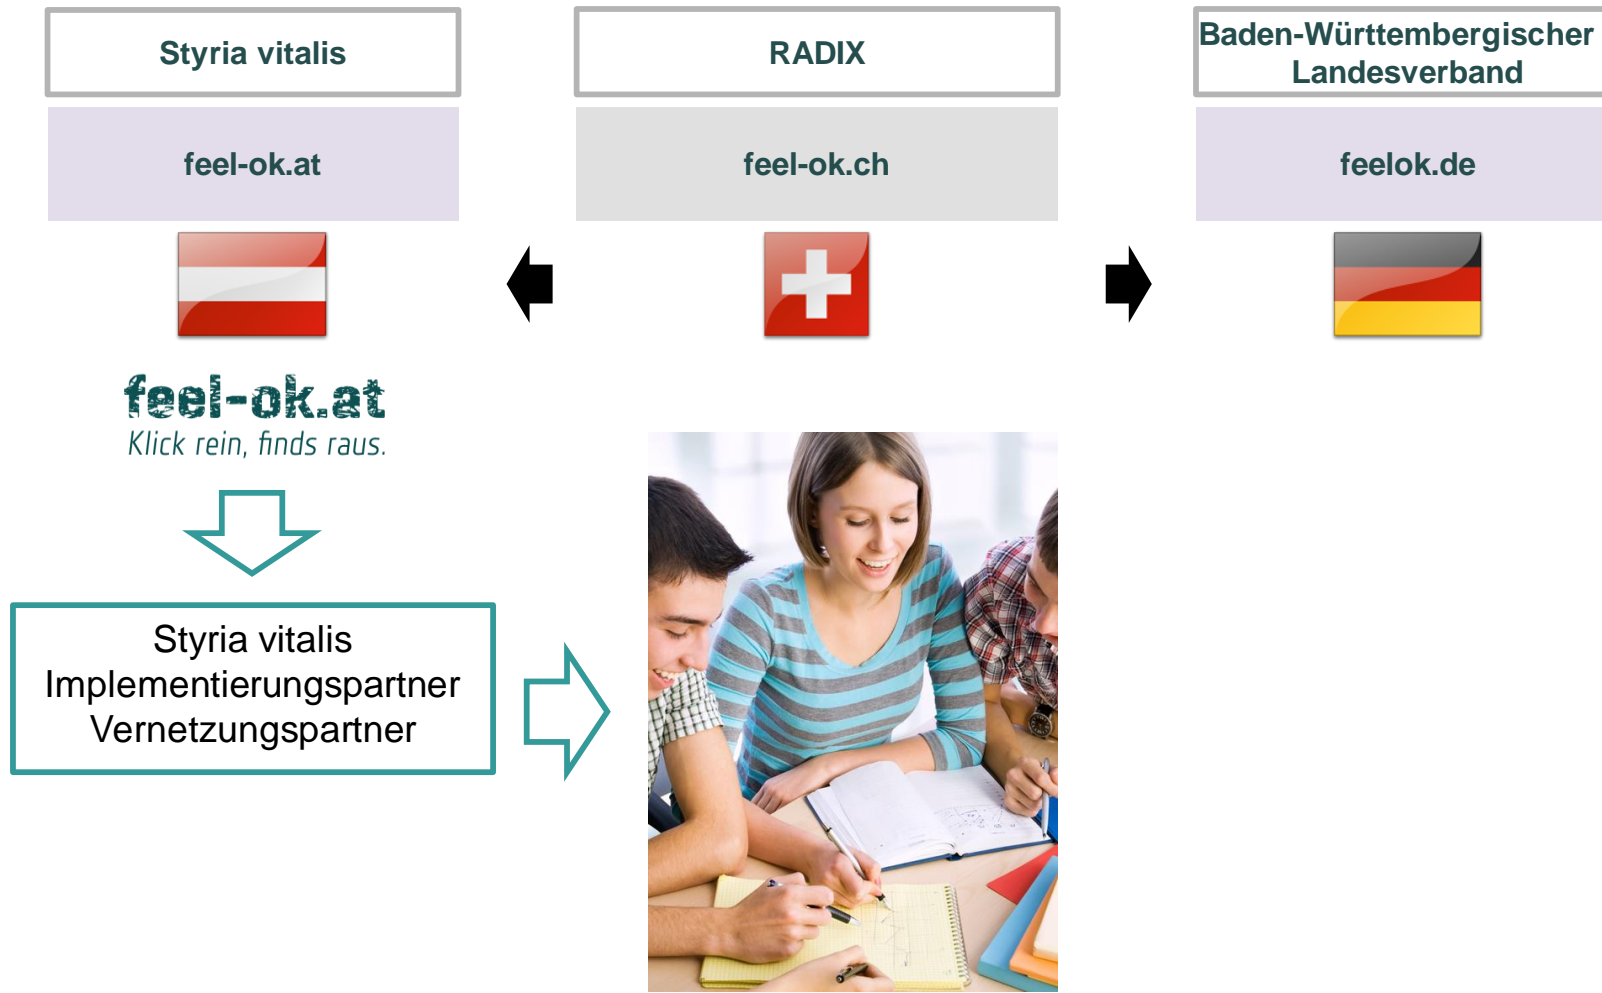 Styria vitalis
RADIX
Baden-Württembergischer
Landesverband
feel-ok.at
feel-ok.ch
feelok.de
feel-ok.at
Klick rein, finds raus.
Styria vitalis
Implementierungspartner
Vernetzungspartner